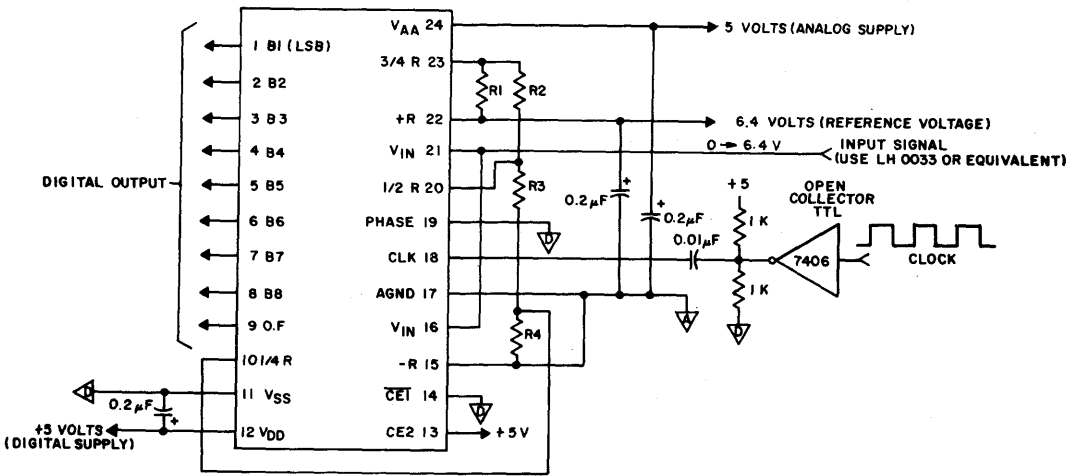 DIGITAL OUTPUT
1 B1 (LSB)
2 B2
3 B3
4 B4
5 B5
6 B6
7 B7
8 B8
9 O.F
10 1/4 R
11 VSS
12 VDD
D
0.2µF
+
+5 VOLTS
(DIGITAL SUPPLY)
VAA 24
3/4 R 23
+R 22
VIN 21
1/2 R 20
PHASE 19
CLK 18
AGND 17
VIN 16
-R 15
CE1 14
CE2 13
R1
R2
R3
R4
5 VOLTS (ANALOG SUPPLY)
6.4 VOLTS (REFERENCE VOLTAGE)
0 → 6.4 V
INPUT SIGNAL
(USE LH 0033 OR EQUIVALENT)
0.2µF
+
0.2µF
+
0.01µF
D
A
D
+5V
+5
1 K
1 K
D
OPEN
COLLECTOR
TTL
7406
CLOCK